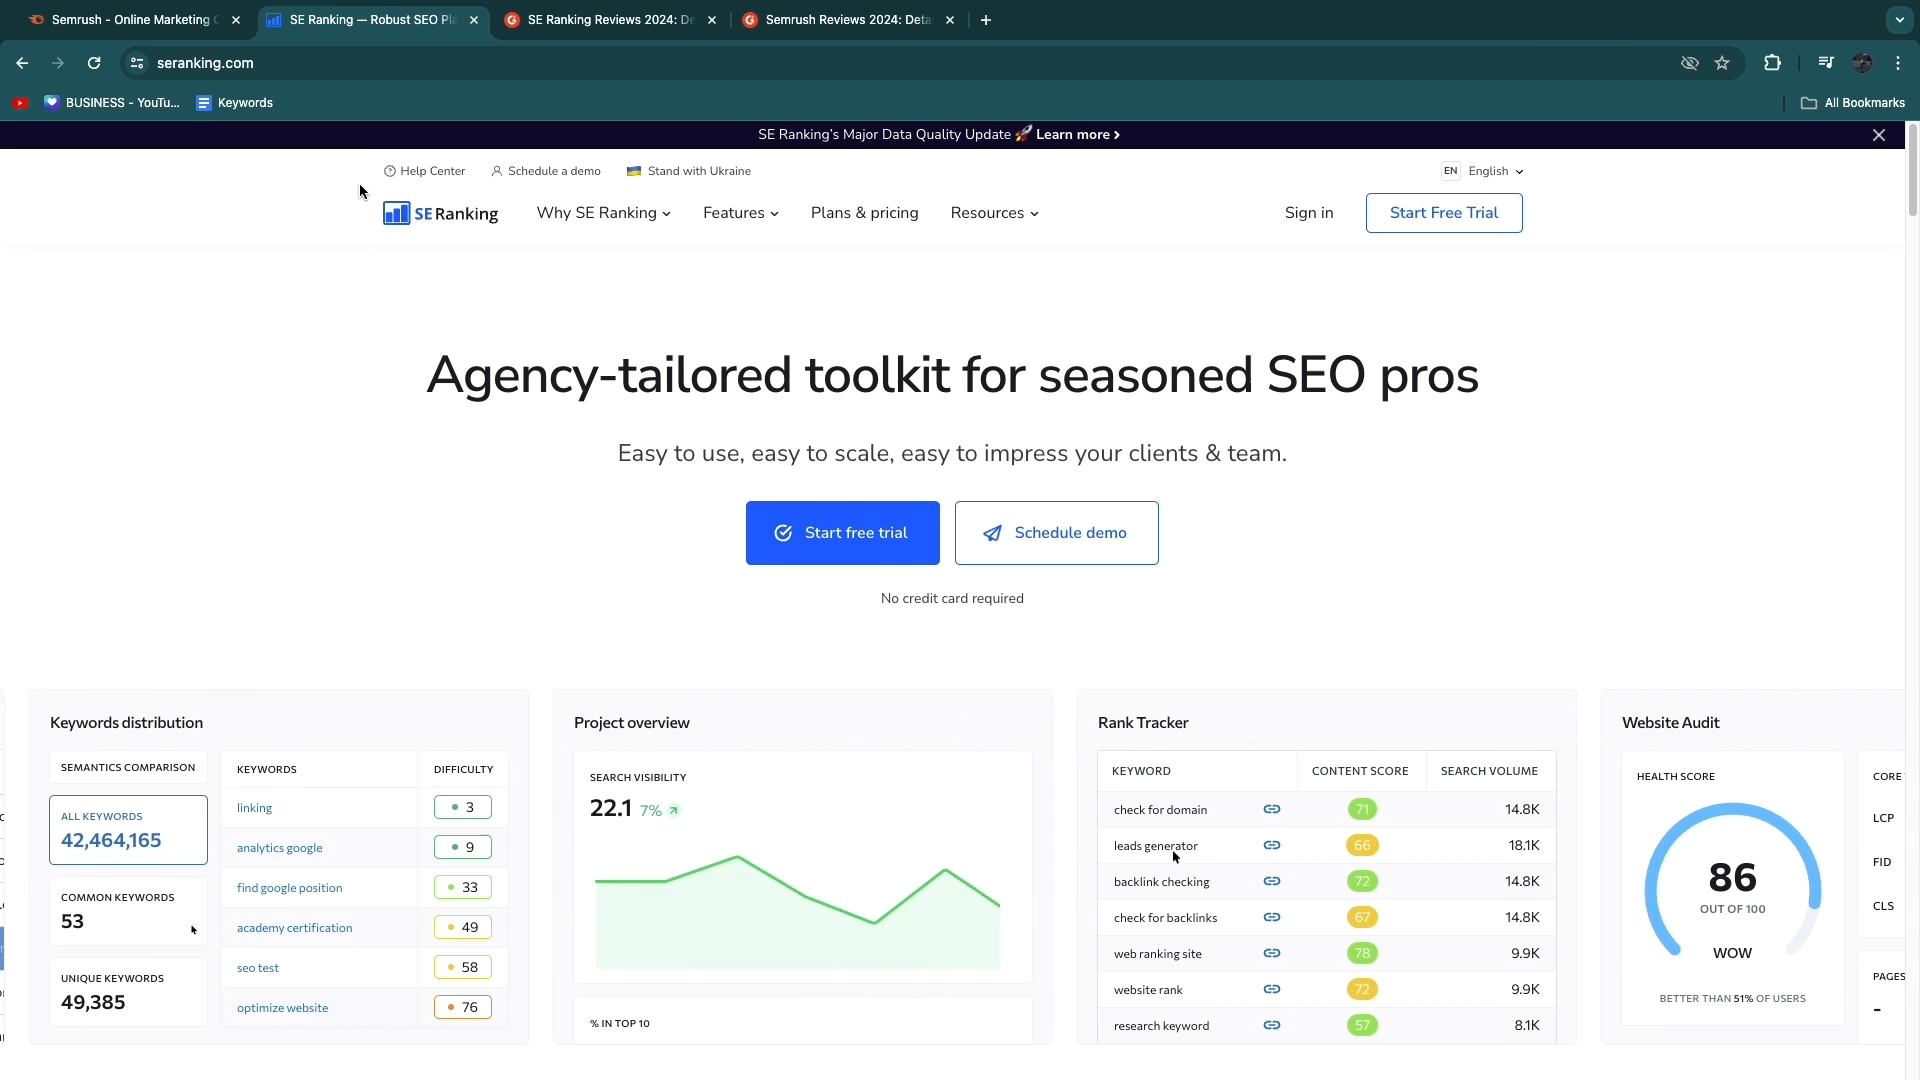 Semrush - Online Marketing
SE Ranking — Robust SEO Pla
SE Ranking Reviews 2024: De
Semrush Reviews 2024: Deta
seranking.com
BUSINESS - YouTu...
Keywords
All Bookmarks
SE Ranking's Major Data Quality Update 🚀 Learn more >
Help Center
Schedule a demo
Stand with Ukraine
EN English
SE Ranking
Why SE Ranking
Features
Plans & pricing
Resources
Sign in
Start Free Trial
Agency-tailored toolkit for seasoned SEO pros
Easy to use, easy to scale, easy to impress your clients & team.
Start free trial
Schedule demo
No credit card required
Keywords distribution
SEMANTICS COMPARISON
ALL KEYWORDS
42,464,165
COMMON KEYWORDS
53
UNIQUE KEYWORDS
49,385
KEYWORDS DIFFICULTY
linking 3
analytics google 9
find google position 33
academy certification 49
seo test 58
optimize website 76
Project overview
SEARCH VISIBILITY
22.1 7%
% IN TOP 10
Rank Tracker
KEYWORD CONTENT SCORE SEARCH VOLUME
check for domain 71 14.8K
leads generator 66 18.1K
backlink checking 72 14.8K
check for backlinks 67 14.8K
web ranking site 78 9.9K
website rank 72 9.9K
research keyword 57 8.1K
Website Audit
HEALTH SCORE
86
OUT OF 100
WOW
BETTER THAN 51% OF USERS
CORE
LCP
FID
CLS
PAGES
-